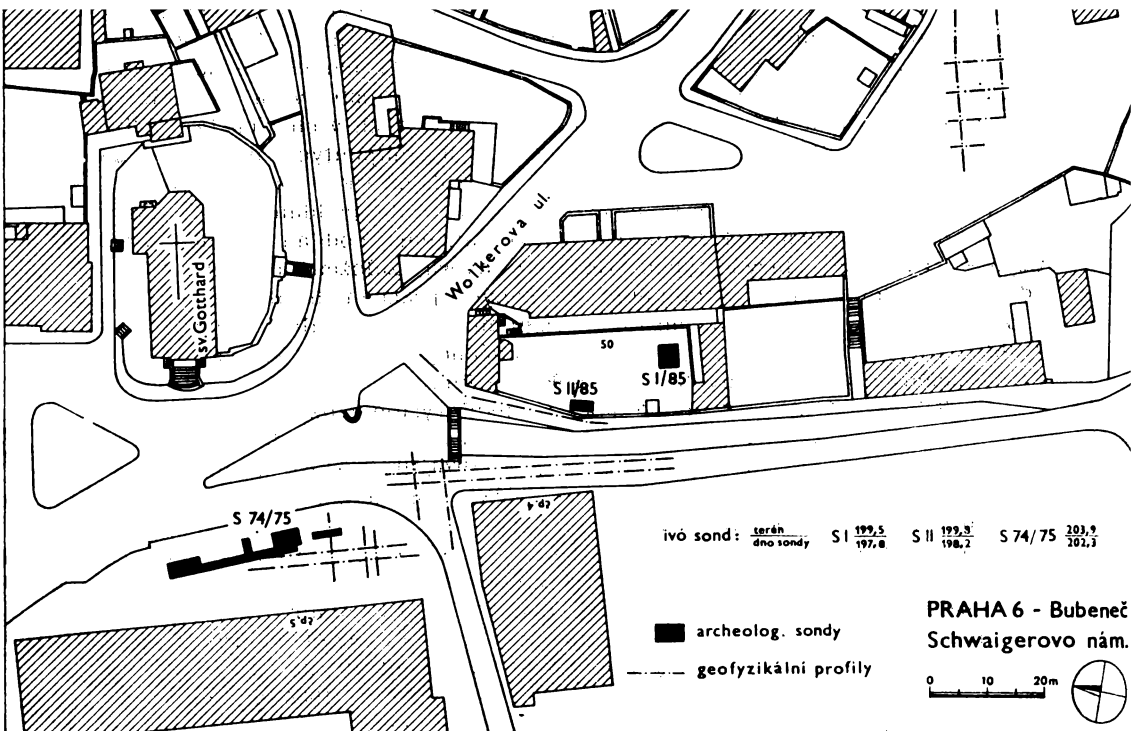 Wolkerova ul.
sv. Gotthard
50
S I/85
S II/85
čp.4
S 74/75
ivó sond: terén S I 199,5 S II 199,9 S 74/75 203,9
dno sondy 197,8 198,2 202,3
čp.5
archeolog. sondy
geofyzikální profily
PRAHA 6 - Bubeneč
Schwaigerovo nám.
0 10 20m